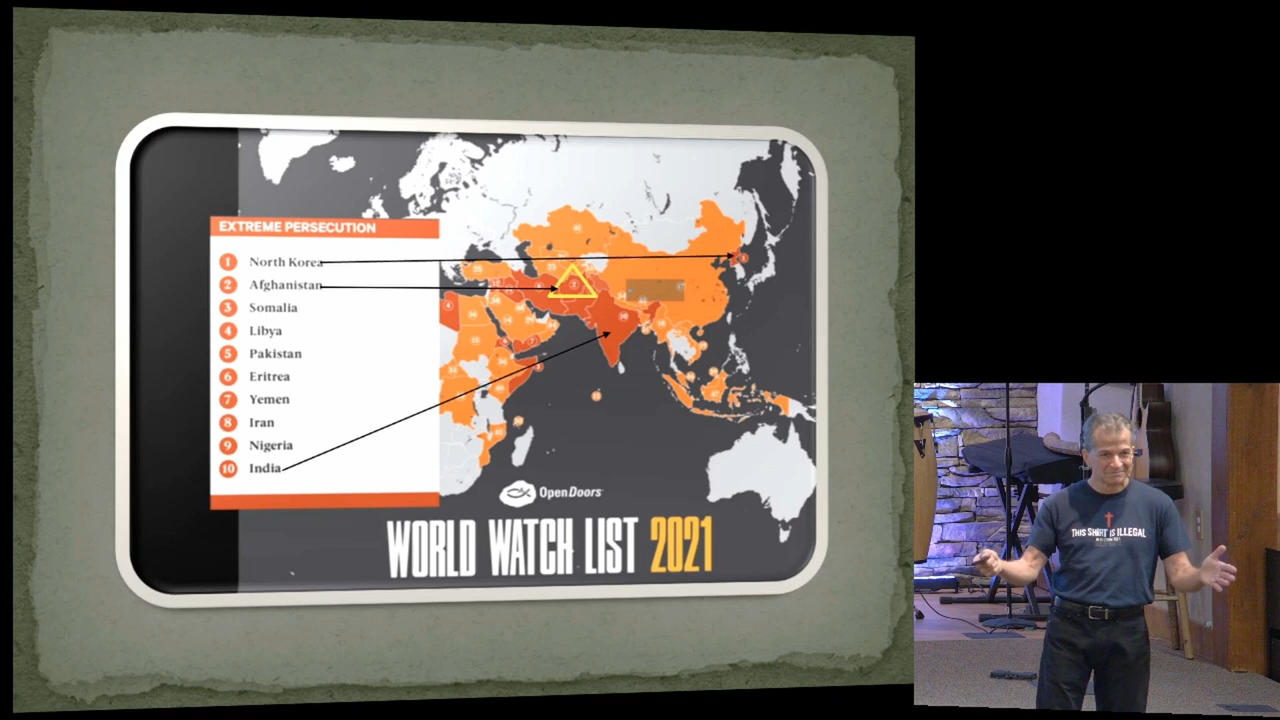 EXTREME PERSECUTION
1 North Korea
2 Afghanistan
3 Somalia
4 Libya
5 Pakistan
6 Eritrea
7 Yemen
8 Iran
9 Nigeria
10 India
OpenDoors
WORLD WATCH LIST 2021
THIS SHIRT IS ILLEGAL